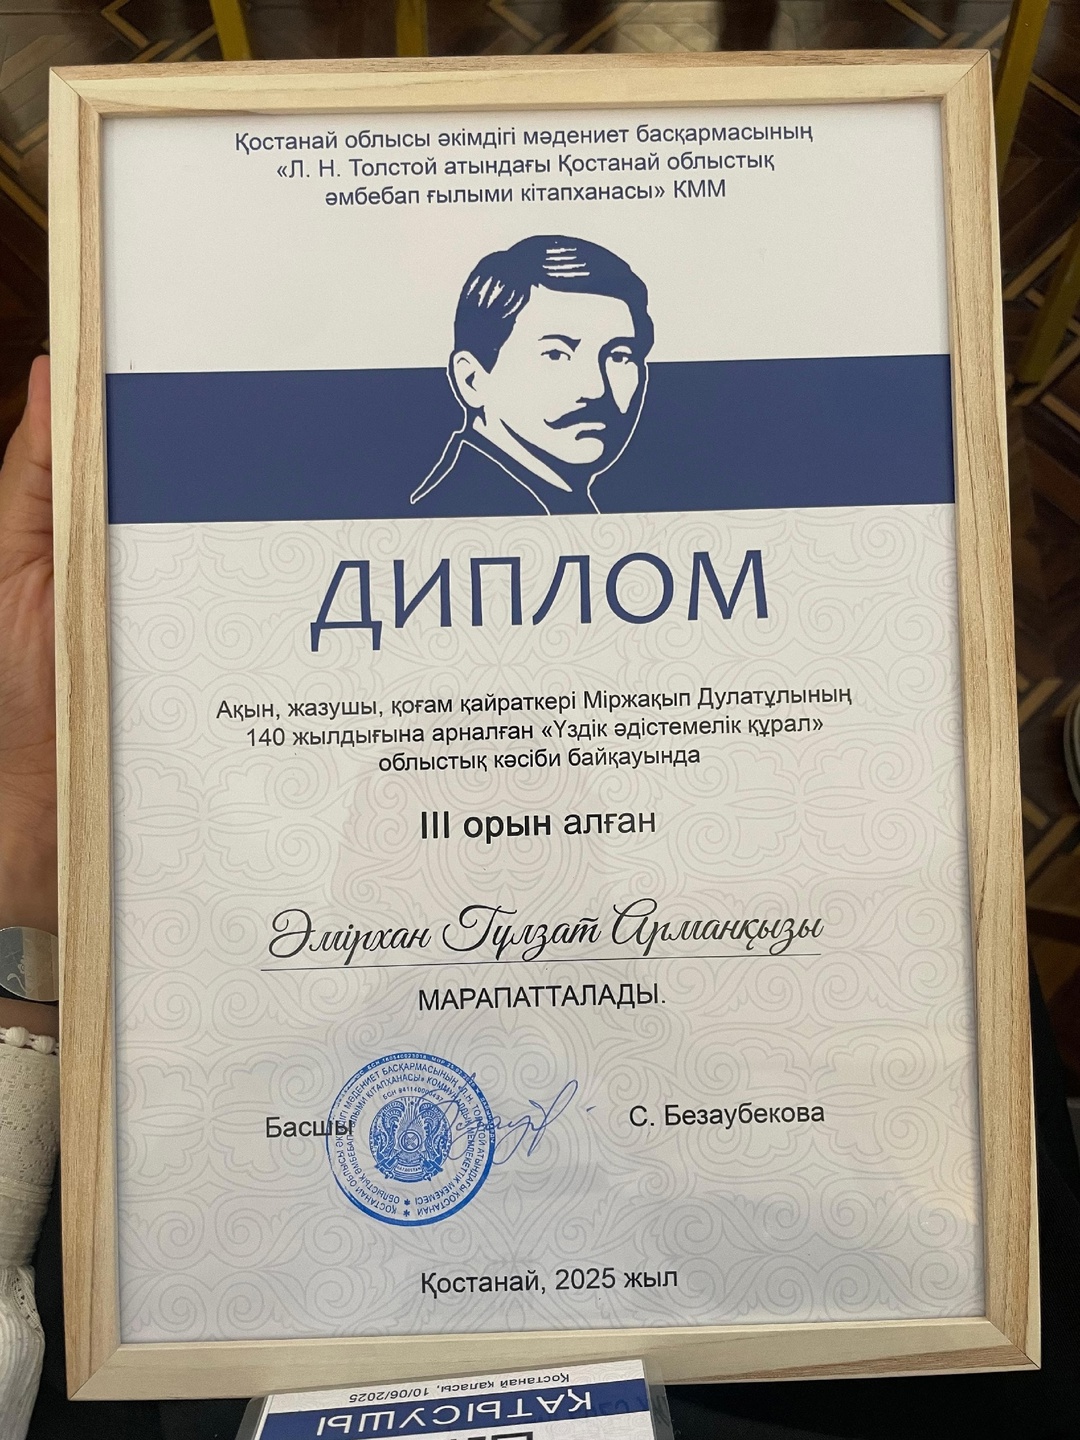 Қостанай облысы әкімдігі мәдениет басқармасының
«Л. Н. Толстой атындағы Қостанай облыстық
әмбебап ғылыми кітапханасы» КММ
ДИПЛОМ
Ақын, жазушы, қоғам қайраткері Міржақып Дулатұлының
140 жылдығына арналған «Үздік әдістемелік құрал»
облыстық кәсіби байқауында
III орын алған
Әмірхан Гүлзат Арманқызы
МАРАПАТТАЛАДЫ.
Басшы
С. Безаубекова
Қостанай, 2025 жыл
Қостанай қаласы, 10/06/2025
ҚАТЫСУШЫ